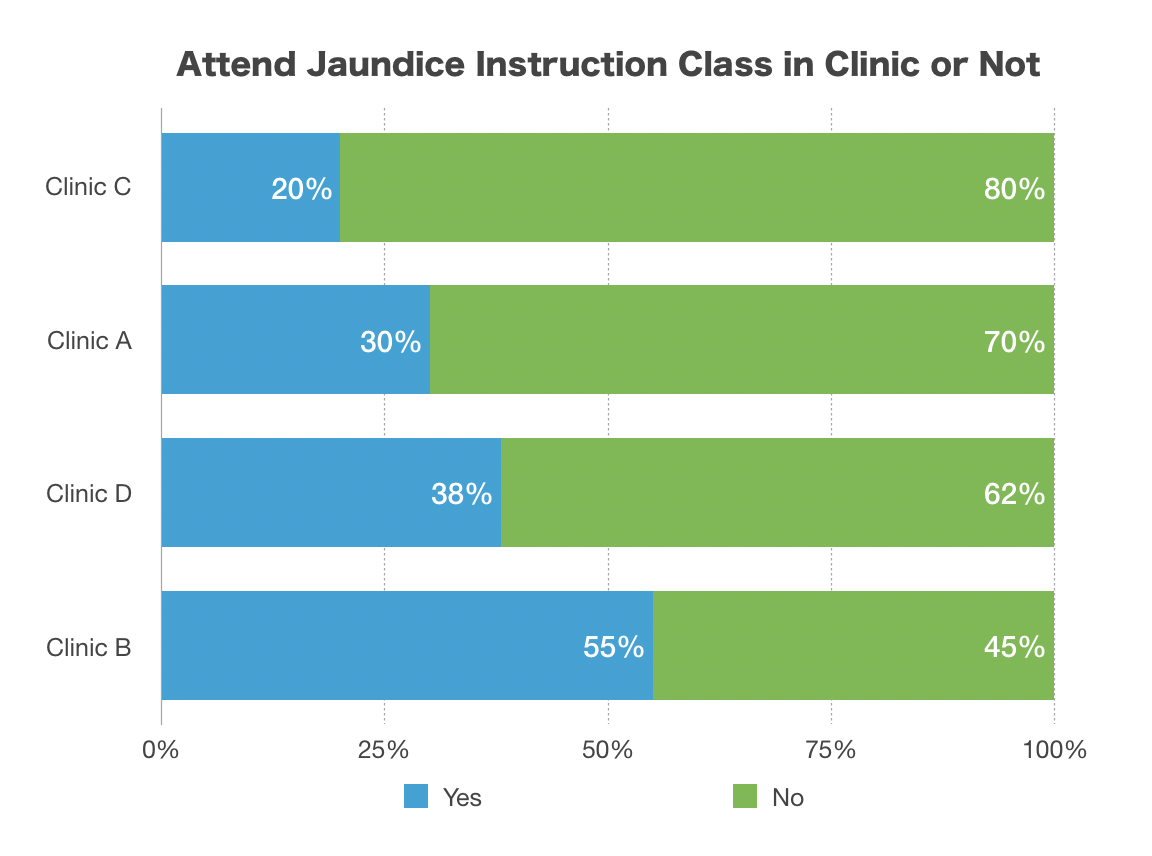 Attend Jaundice Instruction Class in Clinic or Not
Clinic C
20%
80%
Clinic A
30%
70%
Clinic D
38%
62%
Clinic B
55%
45%
0%
25%
50%
75%
100%
Yes
No